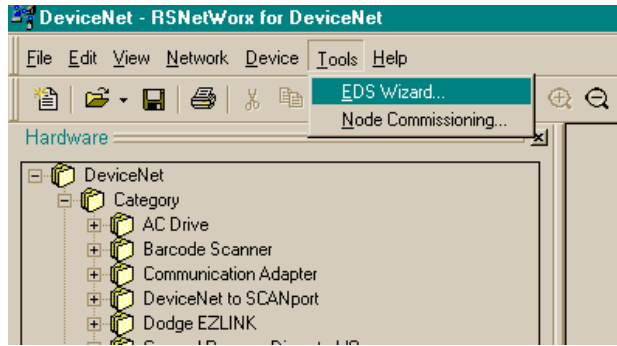 DeviceNet - RSNetWorx for DeviceNet
File Edit View Network Device Tools Help
EDS Wizard...
Node Commissioning...
Hardware
DeviceNet
Category
AC Drive
Barcode Scanner
Communication Adapter
DeviceNet to SCANport
Dodge EZLINK